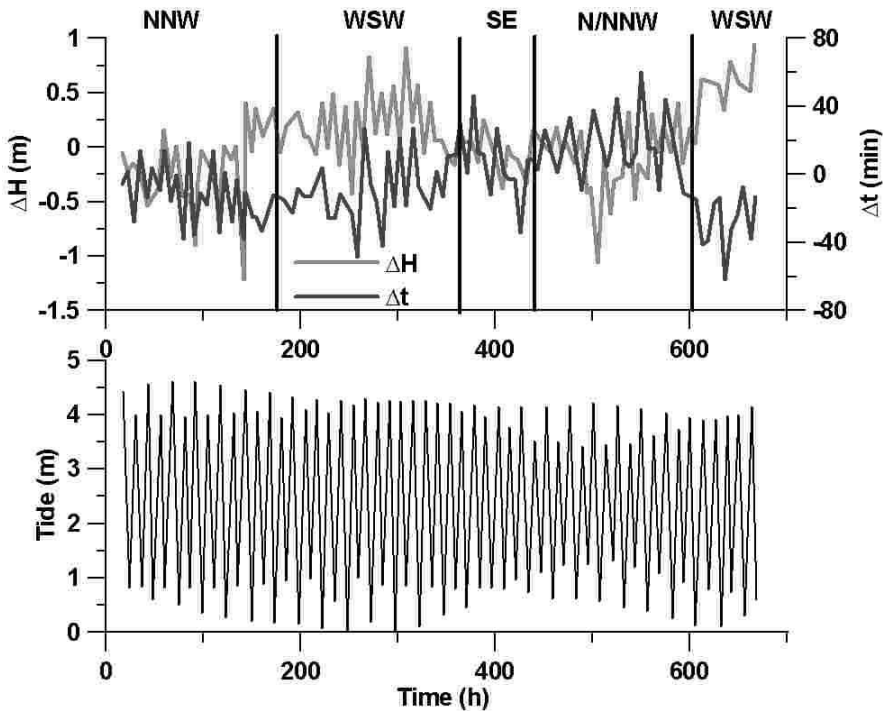 NNW WSW SE N/NNW WSW
1 80
0.5 40
0 0
-0.5 -40
-1
-1.5 -80
ΔH (m)
Δt (min)
ΔH
Δt
0 200 400 600
5
4
3
2
1
0
Tide (m)
0 200 400 600
Time (h)